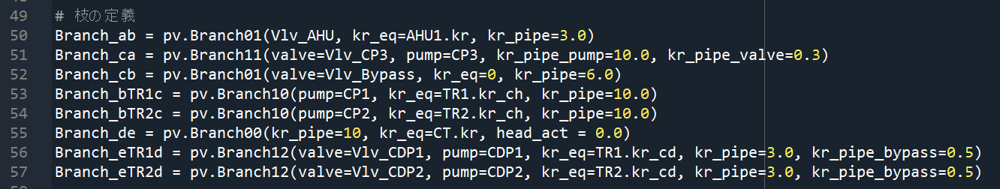 49 # 枝の定義
50 Branch_ab = pv.Branch01(Vlv_AHU, kr_eq=AHU1.kr, kr_pipe=3.0)
51 Branch_ca = pv.Branch11(valve=Vlv_CP3, pump=CP3, kr_pipe_pump=10.0, kr_pipe_valve=0.3)
52 Branch_cb = pv.Branch01(valve=Vlv_Bypass, kr_eq=0, kr_pipe=6.0)
53 Branch_bTR1c = pv.Branch10(pump=CP1, kr_eq=TR1.kr_ch, kr_pipe=10.0)
54 Branch_bTR2c = pv.Branch10(pump=CP2, kr_eq=TR2.kr_ch, kr_pipe=10.0)
55 Branch_de = pv.Branch00(kr_pipe=10, kr_eq=CT.kr, head_act = 0.0)
56 Branch_eTR1d = pv.Branch12(valve=Vlv_CDP1, pump=CDP1, kr_eq=TR1.kr_cd, kr_pipe=3.0, kr_pipe_bypass=0.5)
57 Branch_eTR2d = pv.Branch12(valve=Vlv_CDP2, pump=CDP2, kr_eq=TR2.kr_cd, kr_pipe=3.0, kr_pipe_bypass=0.5)